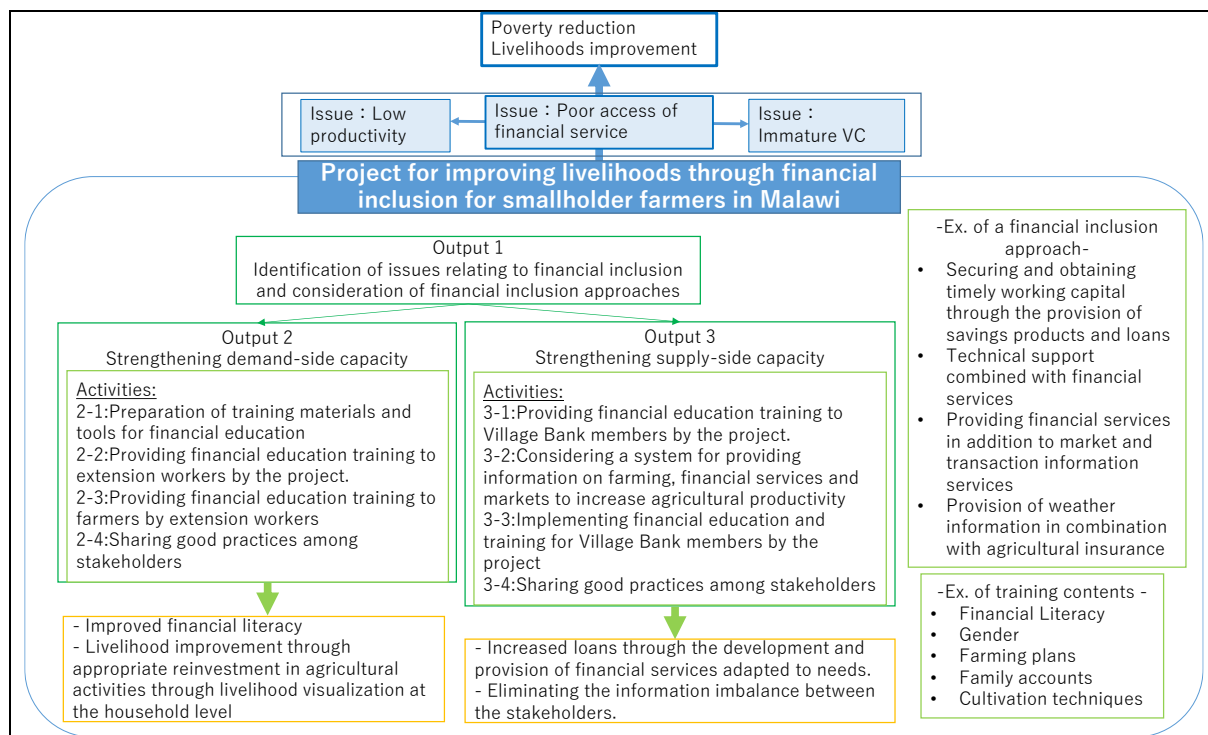 Poverty reduction
Livelihoods improvement
Issue：Low
productivity
Issue：Poor access of
financial service
Issue：
Immature VC
Project for improving livelihoods through financial
inclusion for smallholder farmers in Malawi
Output 1
Identification of issues relating to financial inclusion
and consideration of financial inclusion approaches
Output 2
Strengthening demand-side capacity
Activities:
2-1:Preparation of training materials and
tools for financial education
2-2:Providing financial education training to
extension workers by the project.
2-3:Providing financial education training to
farmers by extension workers
2-4:Sharing good practices among
stakeholders
- Improved financial literacy
- Livelihood improvement through
appropriate reinvestment in agricultural
activities through livelihood visualization at
the household level
Output 3
Strengthening supply-side capacity
Activities:
3-1:Providing financial education training to
Village Bank members by the project.
3-2:Considering a system for providing
information on farming, financial services and
markets to increase agricultural productivity
3-3:Implementing financial education and
training for Village Bank members by the
project
3-4:Sharing good practices among stakeholders
- Increased loans through the development and
provision of financial services adapted to needs.
- Eliminating the information imbalance between
the stakeholders.
-Ex. of a financial inclusion
approach-
• Securing and obtaining
timely working capital
through the provision of
savings products and loans
• Technical support
combined with financial
services
• Providing financial services
in addition to market and
transaction information
services
• Provision of weather
information in combination
with agricultural insurance
-Ex. of training contents -
• Financial Literacy
• Gender
• Farming plans
• Family accounts
• Cultivation techniques